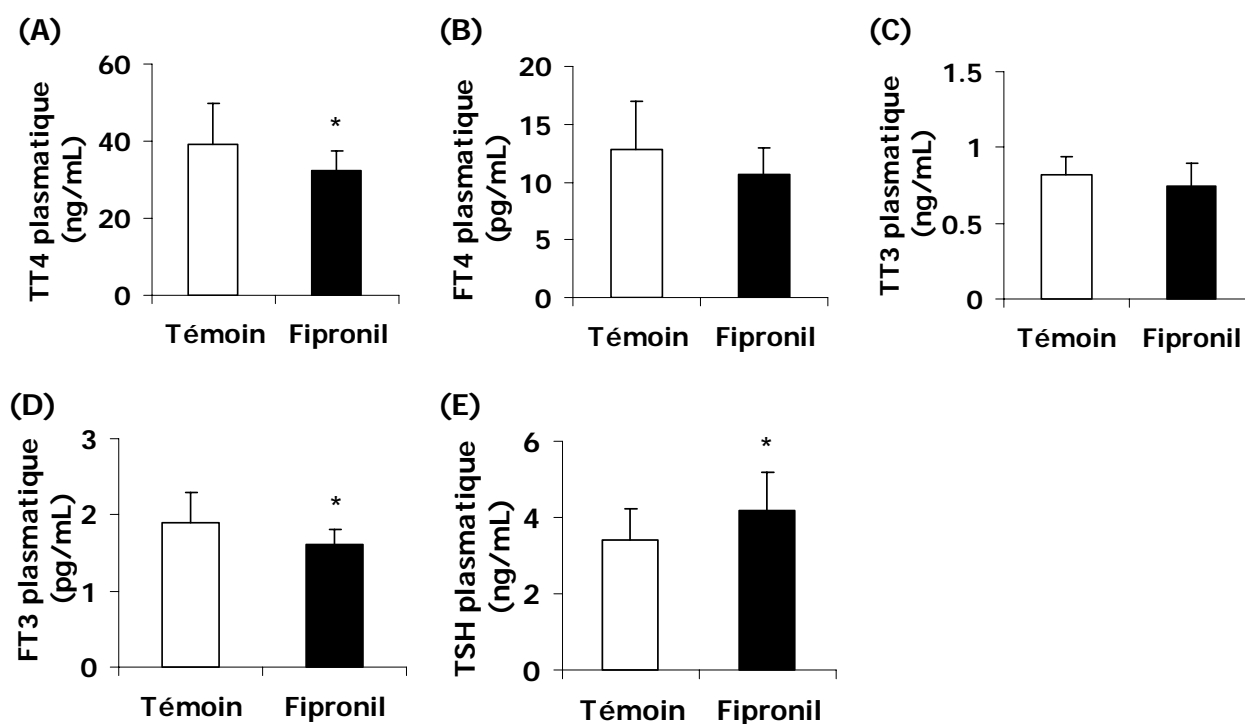 (A)
TT4 plasmatique
(ng/mL)
60
40
20
0
*
Témoin Fipronil
(B)
FT4 plasmatique
(pg/mL)
20
15
10
5
0
Témoin Fipronil
(C)
TT3 plasmatique
(ng/mL)
1.5
1
0.5
0
Témoin Fipronil
(D)
FT3 plasmatique
(pg/mL)
3
2
1
0
*
Témoin Fipronil
(E)
TSH plasmatique
(ng/mL)
6
4
2
0
*
Témoin Fipronil